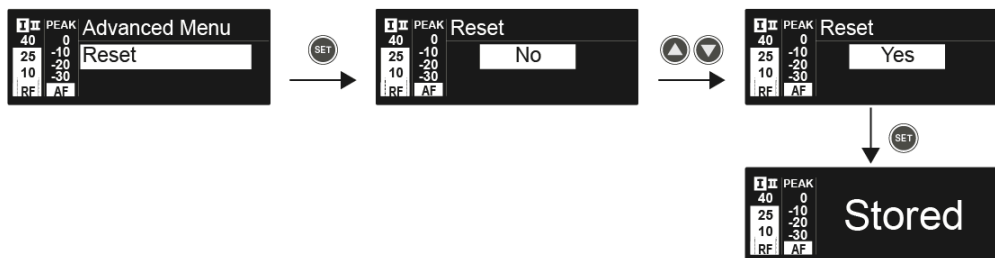 I II PEAK Advanced Menu
40 0
25 -10 Reset
10 -20
-30
RF AF
SET
I II PEAK Reset
40 0
25 -10 No
10 -20
-30
RF AF
I II PEAK Reset
40 0
25 -10 Yes
10 -20
-30
RF AF
SET
I II PEAK
40 0
25 -10 Stored
10 -20
-30
RF AF